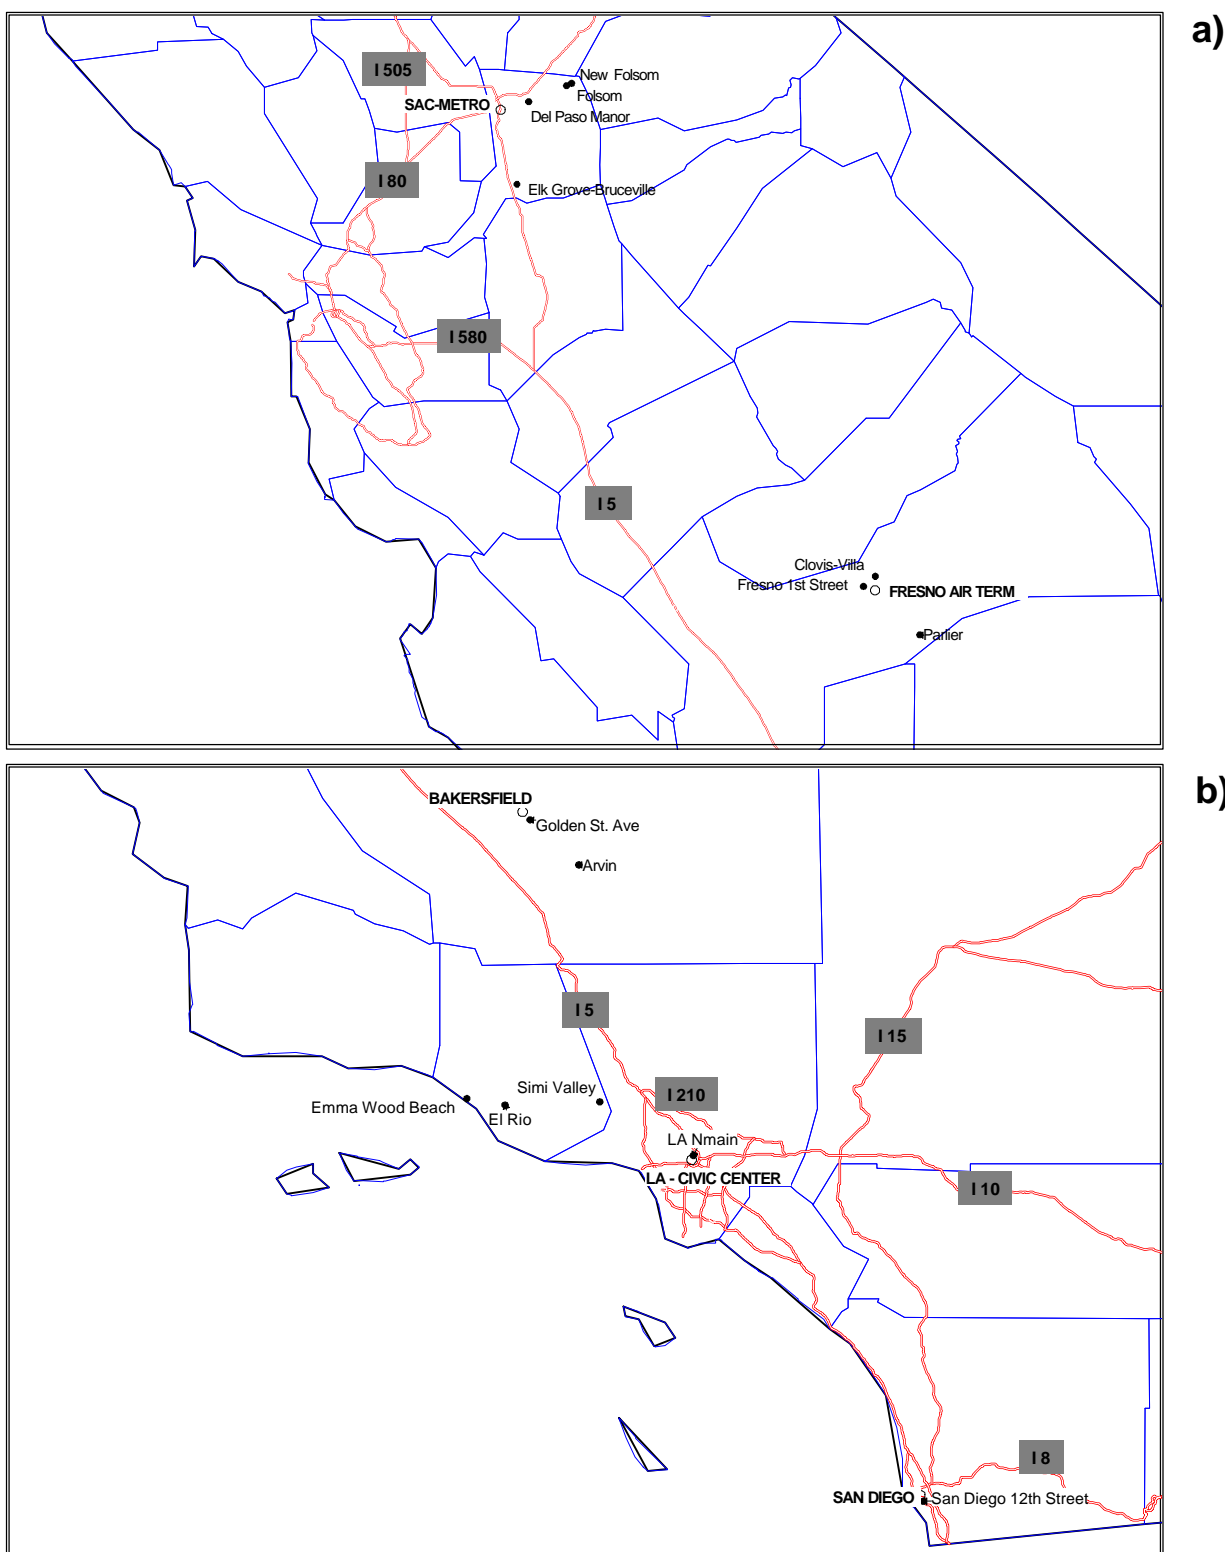 a)
I 505
New Folsom
Folsom
SAC-METRO
Del Paso Manor
I 80
Elk Grove-Bruceville
I 580
I 5
Clovis-Villa
Fresno 1st Street
FRESNO AIR TERM
Parlier
b)
BAKERSFIELD
Golden St. Ave
Arvin
I 5
I 15
Simi Valley
I 210
Emma Wood Beach
El Rio
LA Nmain
LA - CIVIC CENTER
I 10
I 8
SAN DIEGO
San Diego 12th Street